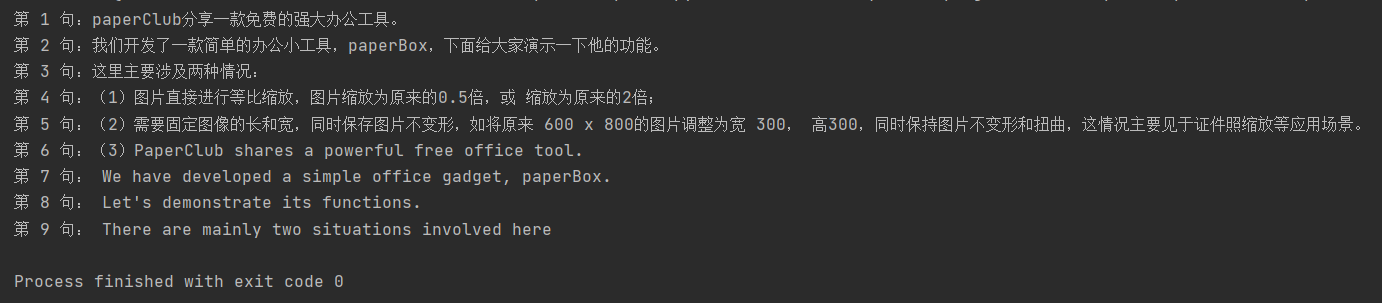 第 1 句：paperClub分享一款免费的强大办公工具。
第 2 句：我们开发了一款简单的办公小工具，paperBox，下面给大家演示一下他的功能。
第 3 句：这里主要涉及两种情况：
第 4 句：（1）图片直接进行等比缩放，图片缩放为原来的0.5倍，或 缩放为原来的2倍；
第 5 句：（2）需要固定图像的长和宽，同时保存图片不变形，如将原来 600 x 800的图片调整为宽 300， 高300，同时保持图片不变形和扭曲，这情况主要见于证件照缩放等应用场景。
第 6 句：（3）PaperClub shares a powerful free office tool.
第 7 句： We have developed a simple office gadget, paperBox.
第 8 句： Let's demonstrate its functions.
第 9 句： There are mainly two situations involved here
Process finished with exit code 0